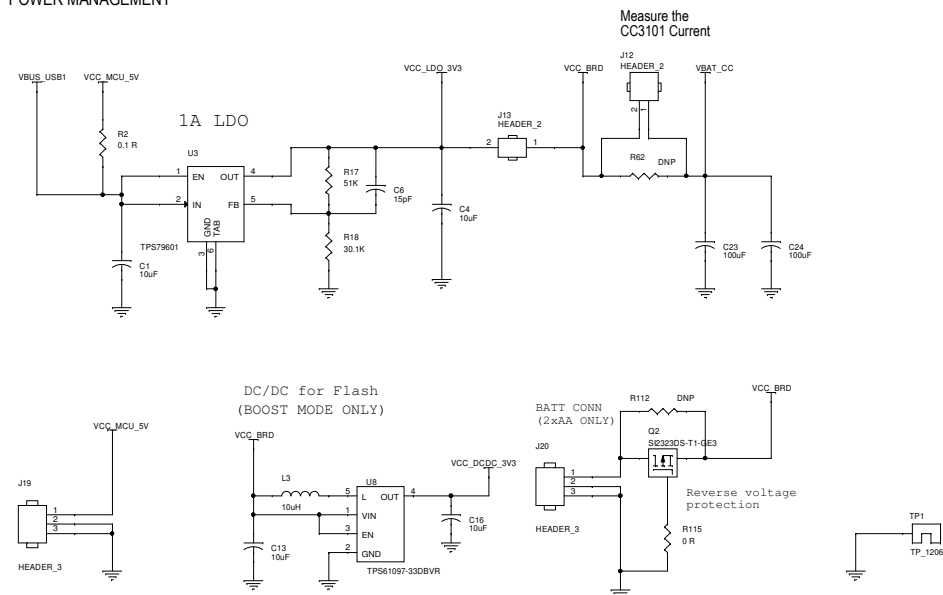 POWER MANAGEMENT
Measure the
CC3101 Current
J12
HEADER_2
VBUS_USB1
VCC_MCU_5V
VCC_LDO_3V3
VCC_BRD
VBAT_CC
2
1
J13
HEADER_2
2
1
R2
0.1 R
1A LDO
U3
1
EN
OUT
4
2
IN
FB
5
GND
TAB
3
6
TPS79601
R17
51K
C6
15pF
R18
30.1K
C4
10uF
R62
DNP
C1
10uF
C23
100uF
C24
100uF
DC/DC for Flash
(BOOST MODE ONLY)
VCC_MCU_5V
J19
1
2
3
HEADER_3
VCC_BRD
L3
10uH
U8
5
L
OUT
4
1
VIN
3
EN
2
GND
TPS61097-33DBVR
C13
10uF
VCC_DCDC_3V3
C16
10uF
BATT CONN
(2xAA ONLY)
J20
1
2
3
HEADER_3
R112
DNP
Q2
SI2323DS-T1-GE3
VCC_BRD
Reverse voltage
protection
R115
0 R
TP1
TP_1206